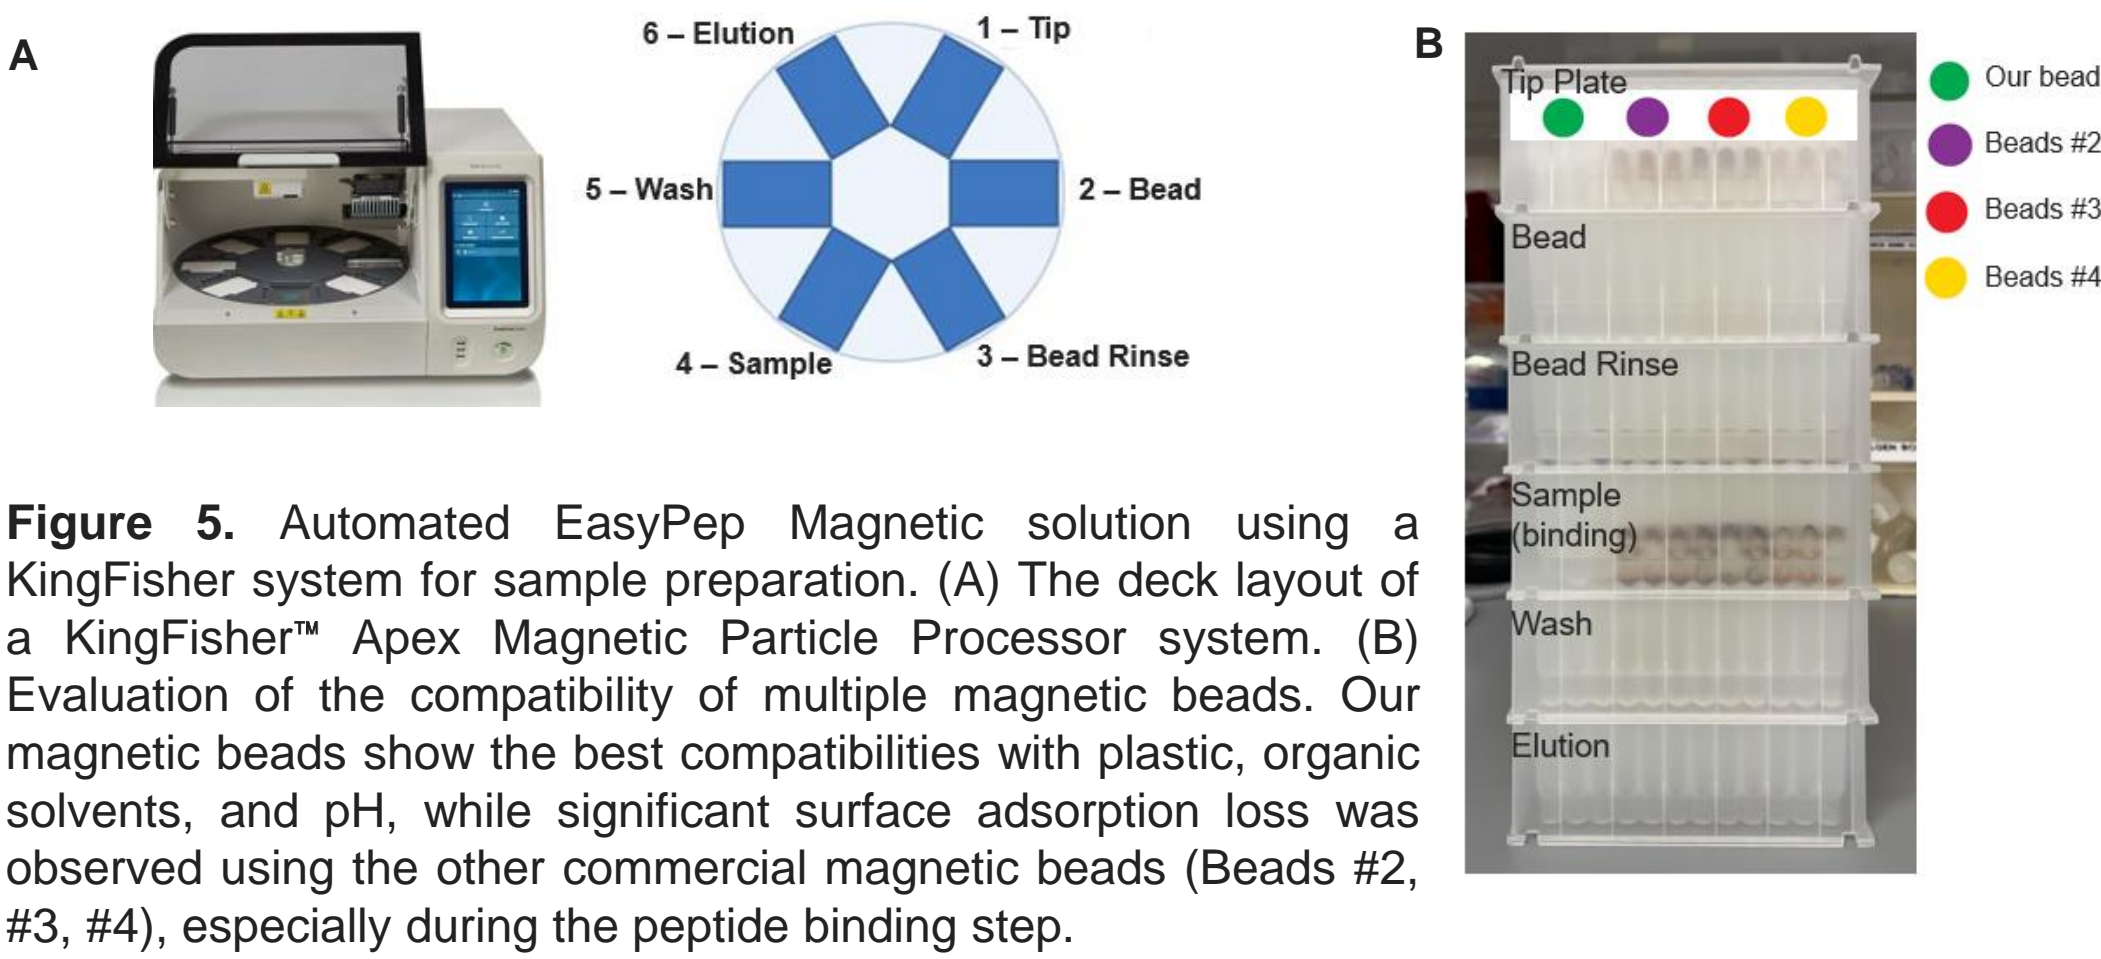 A
6 – Elution
1 – Tip
5 – Wash
2 – Bead
4 – Sample
3 – Bead Rinse
B
Tip Plate
Bead
Bead Rinse
Sample
(binding)
Wash
Elution
Our bead
Beads #2
Beads #3
Beads #4
Figure 5. Automated EasyPep Magnetic solution using a
KingFisher system for sample preparation. (A) The deck layout of
a KingFisher™ Apex Magnetic Particle Processor system. (B)
Evaluation of the compatibility of multiple magnetic beads. Our
magnetic beads show the best compatibilities with plastic, organic
solvents, and pH, while significant surface adsorption loss was
observed using the other commercial magnetic beads (Beads #2,
#3, #4), especially during the peptide binding step.